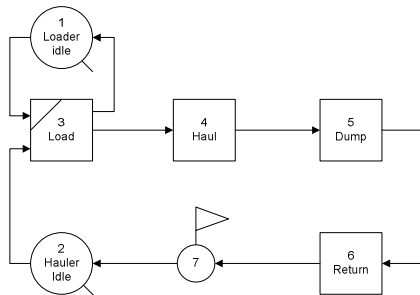 1
Loader
idle
3
Load
4
Haul
5
Dump
2
Hauler
Idle
7
6
Return